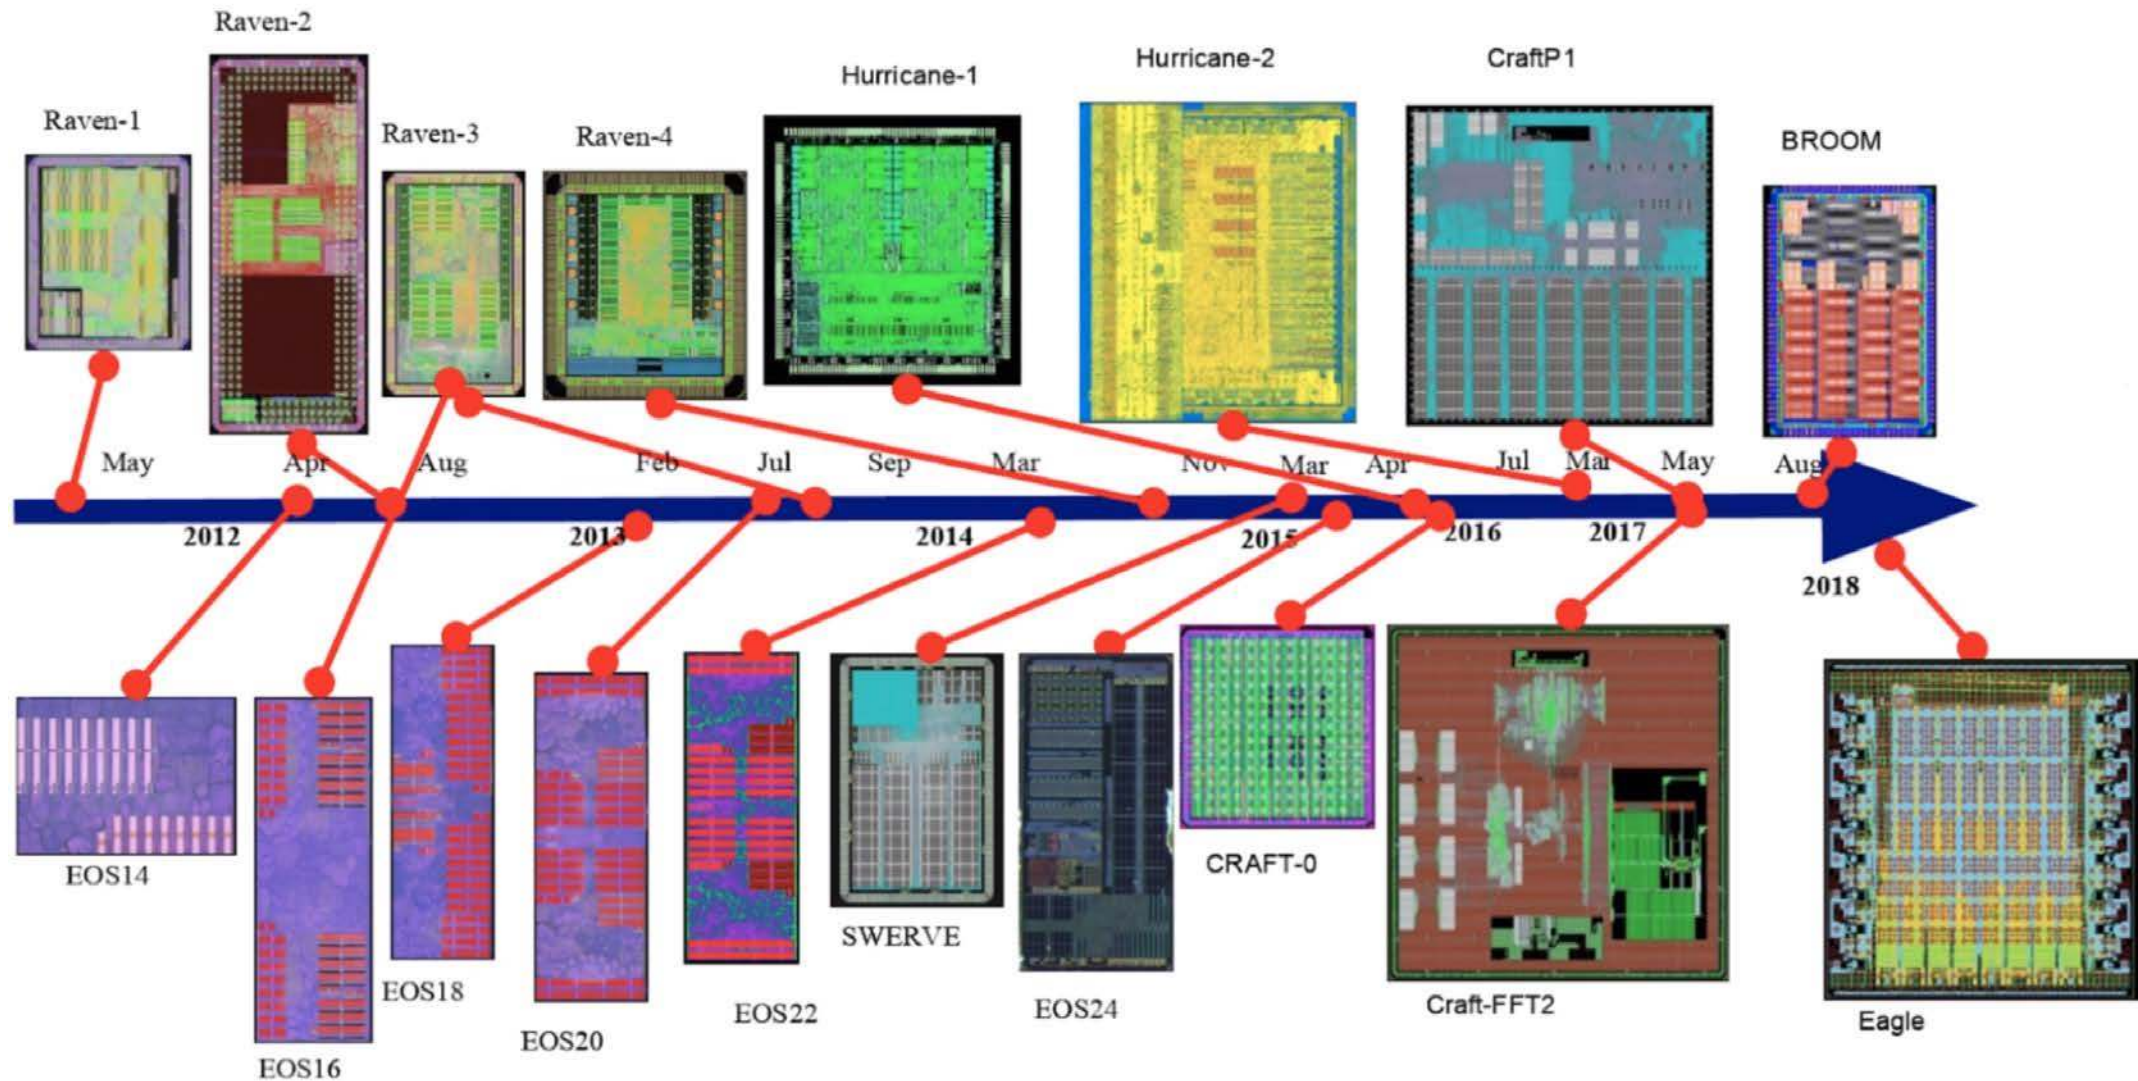 Raven-2
Hurricane-2
CraftP1
Hurricane-1
Raven-1
Raven-3
Raven-4
BROOM
May
Apr
Aug
Feb
Jul
Sep
Mar
Nov
Mar
Apr
Jul
Mar
May
Aug
2012
2013
2014
2015
2016
2017
2018
EOS14
CRAFT-0
SWERVE
EOS18
EOS22
EOS24
Craft-FFT2
Eagle
EOS20
EOS16